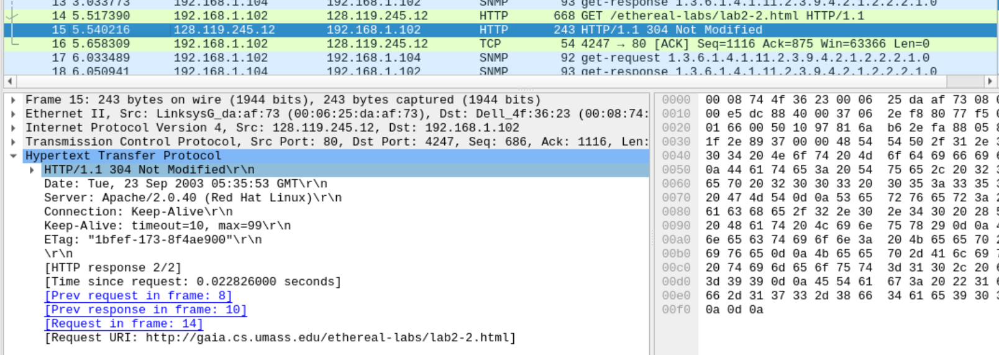 13 3.033773 192.168.1.104 192.168.1.102 SNMP 93 get-response 1.3.6.1.4.1.11.2.3.9.4.2.1.2.2.2.1.0
14 5.517390 192.168.1.102 128.119.245.12 HTTP 668 GET /ethereal-labs/lab2-2.html HTTP/1.1
15 5.540216 128.119.245.12 192.168.1.102 HTTP 243 HTTP/1.1 304 Not Modified
16 5.658309 192.168.1.102 128.119.245.12 TCP 54 4247 → 80 [ACK] Seq=1116 Ack=875 Win=63366 Len=0
17 6.033489 192.168.1.102 192.168.1.104 SNMP 92 get-request 1.3.6.1.4.1.11.2.3.9.4.2.1.2.2.2.1.0
18 6.050941 192.168.1.104 192.168.1.102 SNMP 93 get-response 1.3.6.1.4.1.11.2.3.9.4.2.1.2.2.2.1.0
Frame 15: 243 bytes on wire (1944 bits), 243 bytes captured (1944 bits)
Ethernet II, Src: LinksysG_da:af:73 (00:06:25:da:af:73), Dst: Dell_4f:36:23 (00:08:74:
Internet Protocol Version 4, Src: 128.119.245.12, Dst: 192.168.1.102
Transmission Control Protocol, Src Port: 80, Dst Port: 4247, Seq: 686, Ack: 1116, Len:
Hypertext Transfer Protocol
HTTP/1.1 304 Not Modified\r\n
Date: Tue, 23 Sep 2003 05:35:53 GMT\r\n
Server: Apache/2.0.40 (Red Hat Linux)\r\n
Connection: Keep-Alive\r\n
Keep-Alive: timeout=10, max=99\r\n
ETag: "1bfef-173-8f4ae900"\r\n
\r\n
[HTTP response 2/2]
[Time since request: 0.022826000 seconds]
[Prev request in frame: 8]
[Prev response in frame: 10]
[Request in frame: 14]
[Request URI: http://gaia.cs.umass.edu/ethereal-labs/lab2-2.html]
0000 00 08 74 4f 36 23 00 06 25 da af 73 08
0010 00 e5 dc 88 40 00 37 06 2e f8 80 77 f5
0020 01 66 00 50 10 97 81 6a b6 2e fa 88 05
0030 1f 2e 89 37 00 00 48 54 54 50 2f 31 2e
0040 30 34 20 4e 6f 74 20 4d 6f 64 69 66 69
0050 0a 44 61 74 65 3a 20 54 75 65 2c 20 32
0060 65 70 20 32 30 30 33 20 30 35 3a 33 35
0070 20 47 4d 54 0d 0a 53 65 72 76 65 72 3a
0080 61 63 68 65 2f 32 2e 30 2e 34 30 20 28
0090 20 48 61 74 20 4c 69 6e 75 78 29 0d 0a
00a0 6e 65 63 74 69 6f 6e 3a 20 4b 65 65 70
00b0 69 76 65 0d 0a 4b 65 65 70 2d 41 6c 69
00c0 20 74 69 6d 65 6f 75 74 3d 31 30 2c 20
00d0 3d 39 39 0d 0a 45 54 61 67 3a 20 22 31
00e0 66 2d 31 37 33 2d 38 66 34 61 65 39 30
00f0 0a 0d 0a